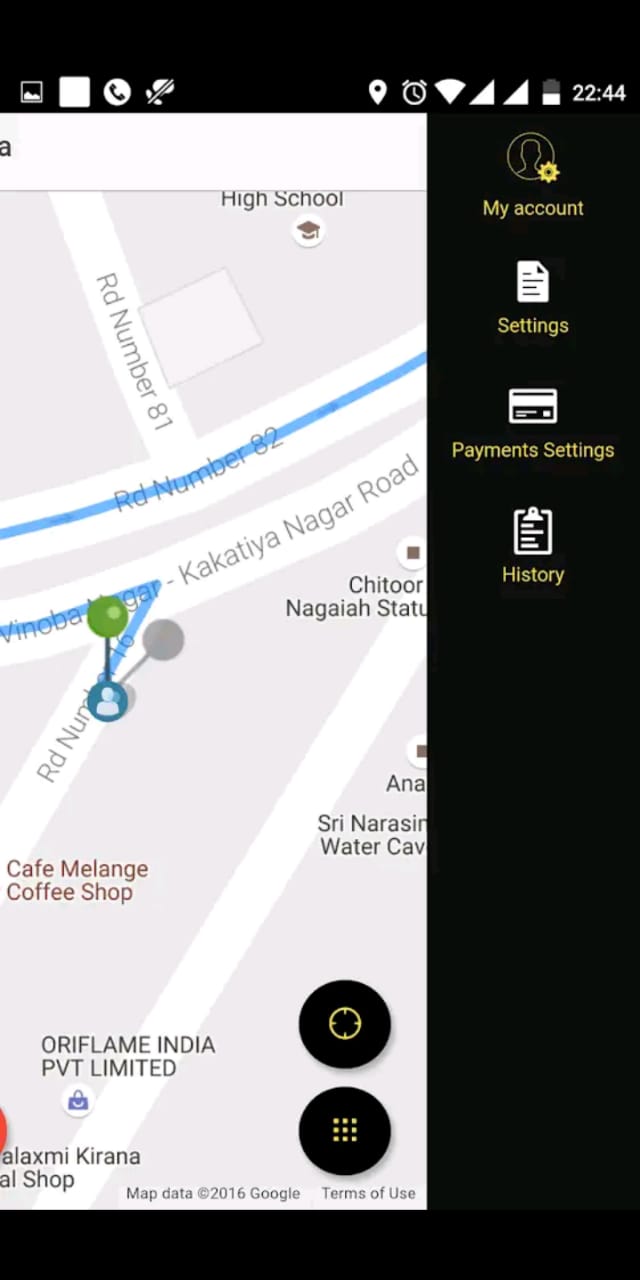 22:44
a
My account
High School
Settings
Rd Number 81
Rd Number 82
Payments Settings
Vinoba Nagar - Kakatiya Nagar Road
History
Chitoor
Nagaiah Statu
Rd Num 16
Ana
Sri Narasin
Water Cav
Cafe Melange
Coffee Shop
ORIFLAME INDIA
PVT LIMITED
alaxmi Kirana
al Shop
Map data ©2016 Google Terms of Use